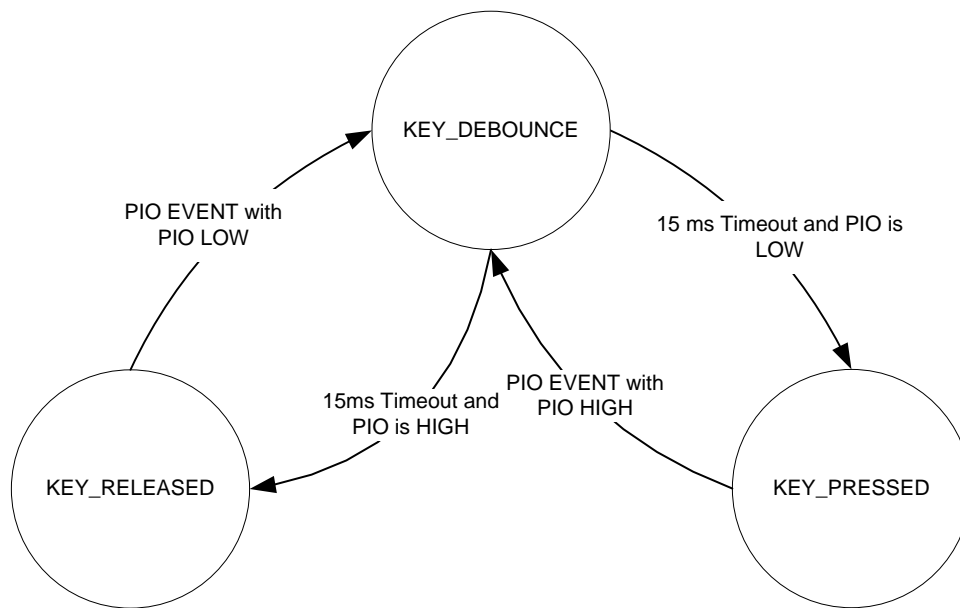 KEY_DEBOUNCE
PIO EVENT with
PIO LOW
15 ms Timeout and PIO is
LOW
15ms Timeout and
PIO is HIGH
PIO EVENT with
PIO HIGH
KEY_RELEASED
KEY_PRESSED